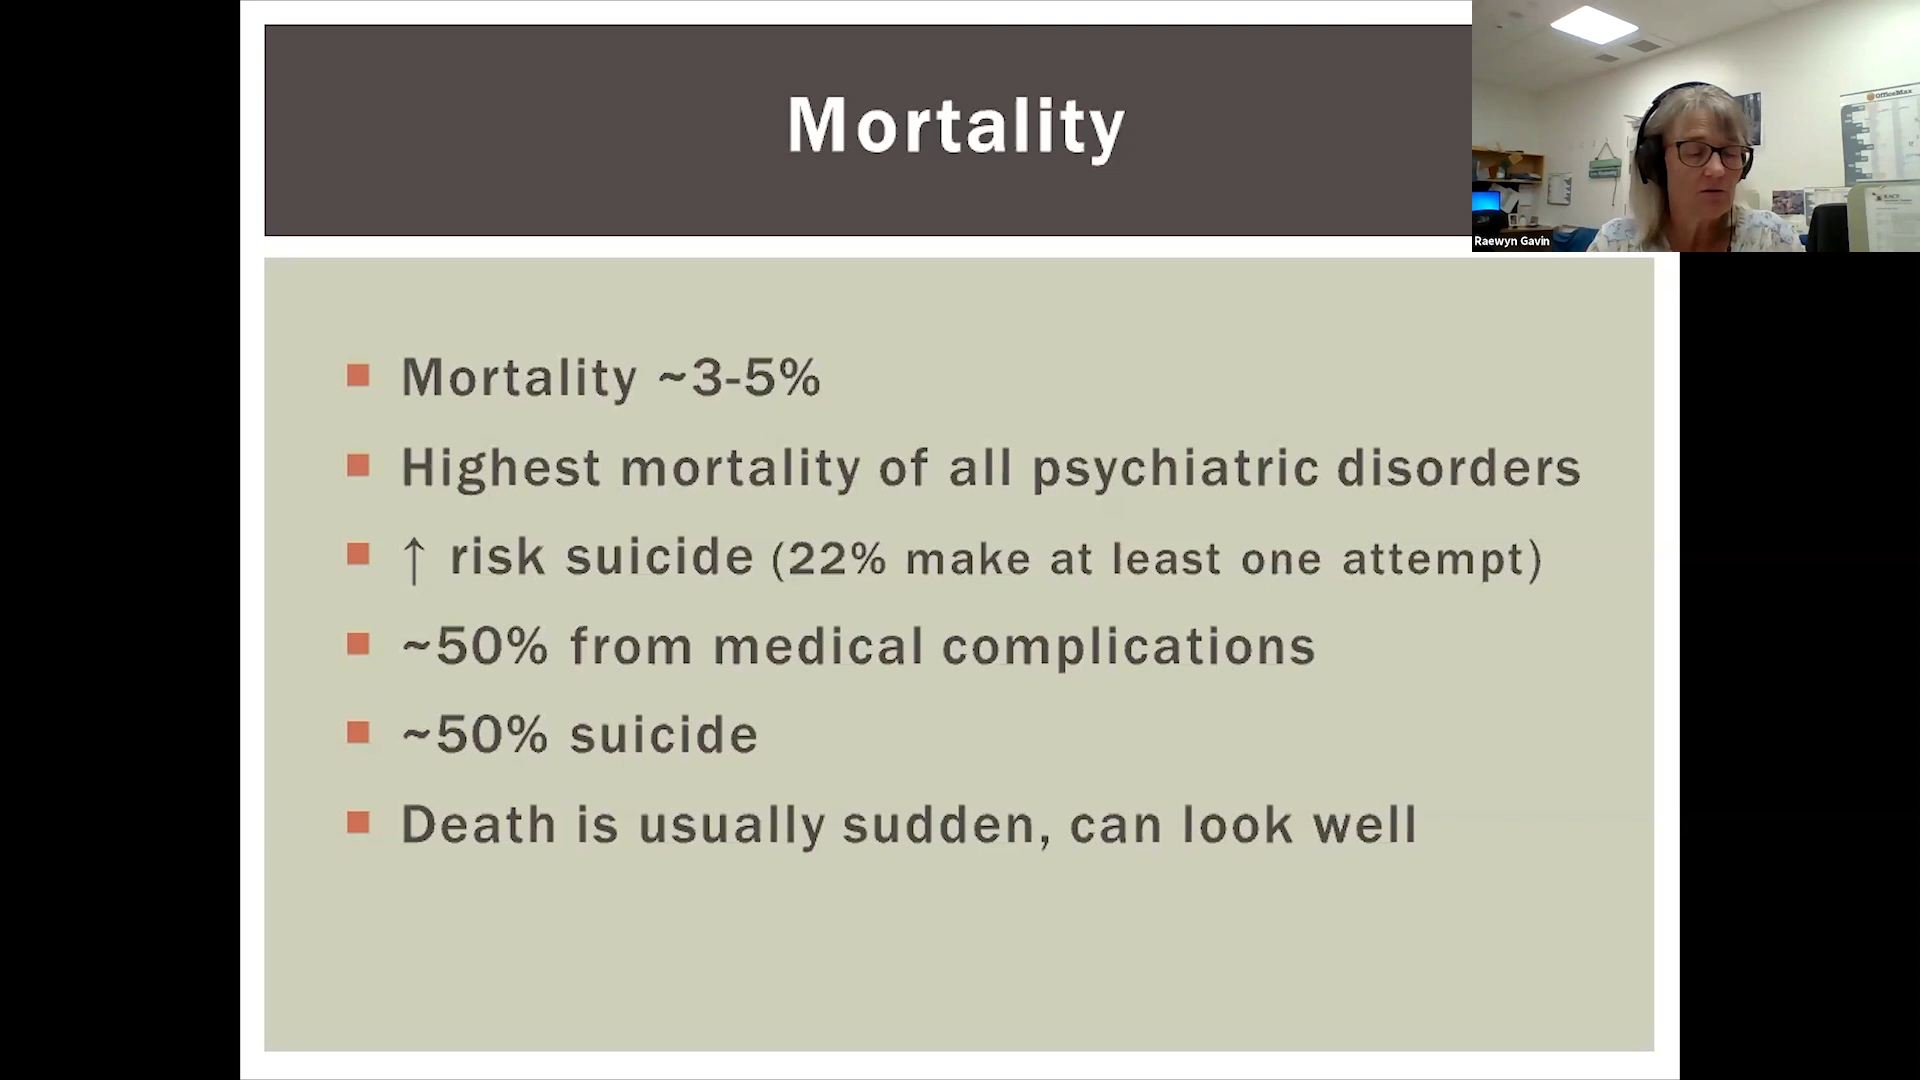 Mortality
OfficeMax
Raewyn Gavin
Mortality ~3-5%
Highest mortality of all psychiatric disorders
↑ risk suicide (22% make at least one attempt)
~50% from medical complications
~50% suicide
Death is usually sudden, can look well